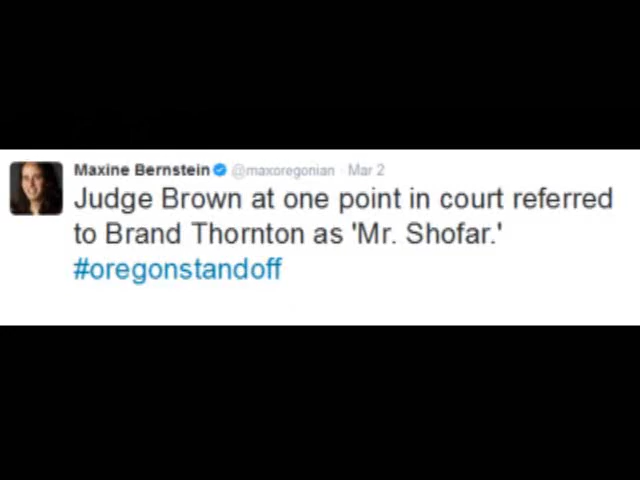 Maxine Bernstein @maxoregonian · Mar 2
Judge Brown at one point in court referred
to Brand Thornton as 'Mr. Shofar.'
#oregonstandoff